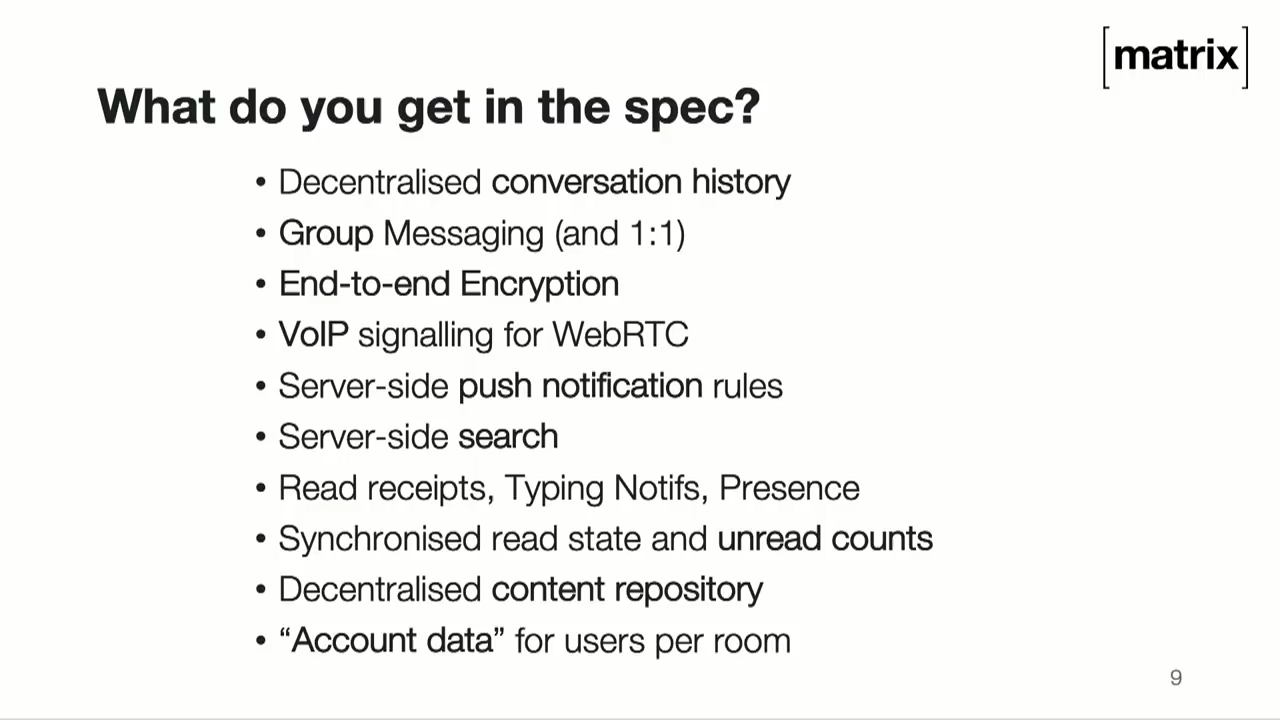 [matrix]
What do you get in the spec?
• Decentralised conversation history
• Group Messaging (and 1:1)
• End-to-end Encryption
• VoIP signalling for WebRTC
• Server-side push notification rules
• Server-side search
• Read receipts, Typing Notifs, Presence
• Synchronised read state and unread counts
• Decentralised content repository
• “Account data” for users per room
9